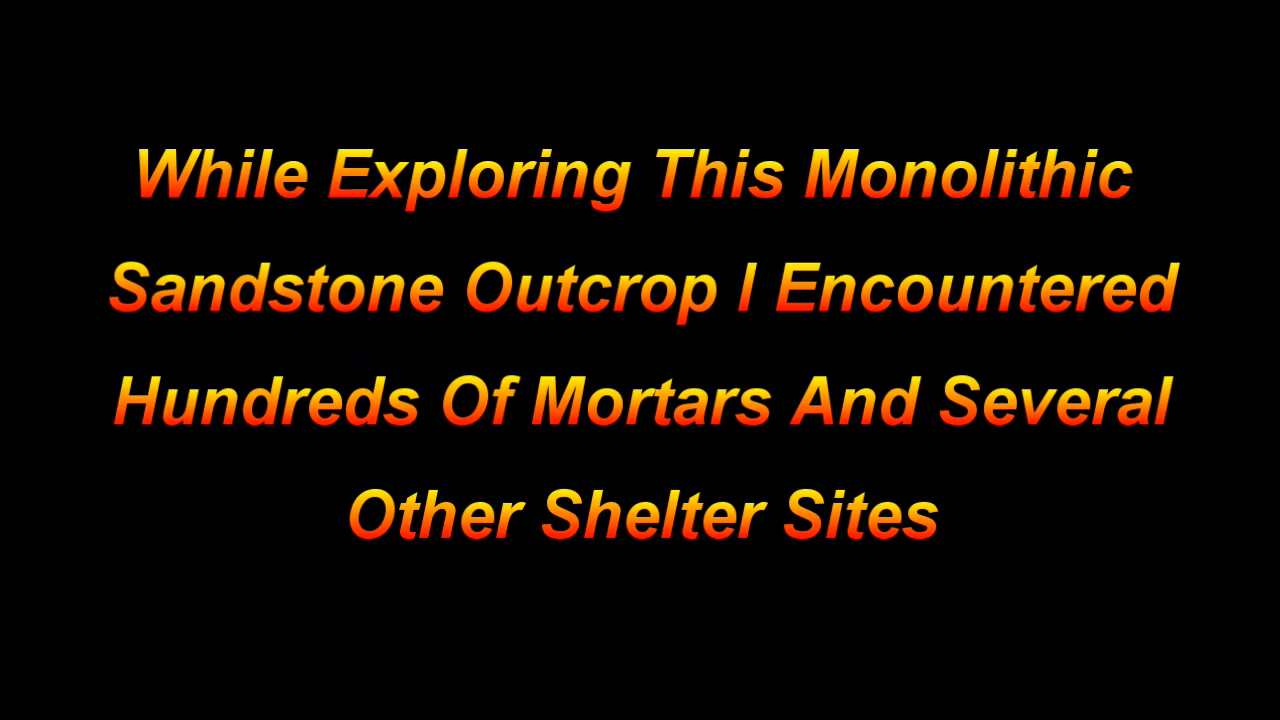 While Exploring This Monolithic
Sandstone Outcrop I Encountered
Hundreds Of Mortars And Several
Other Shelter Sites